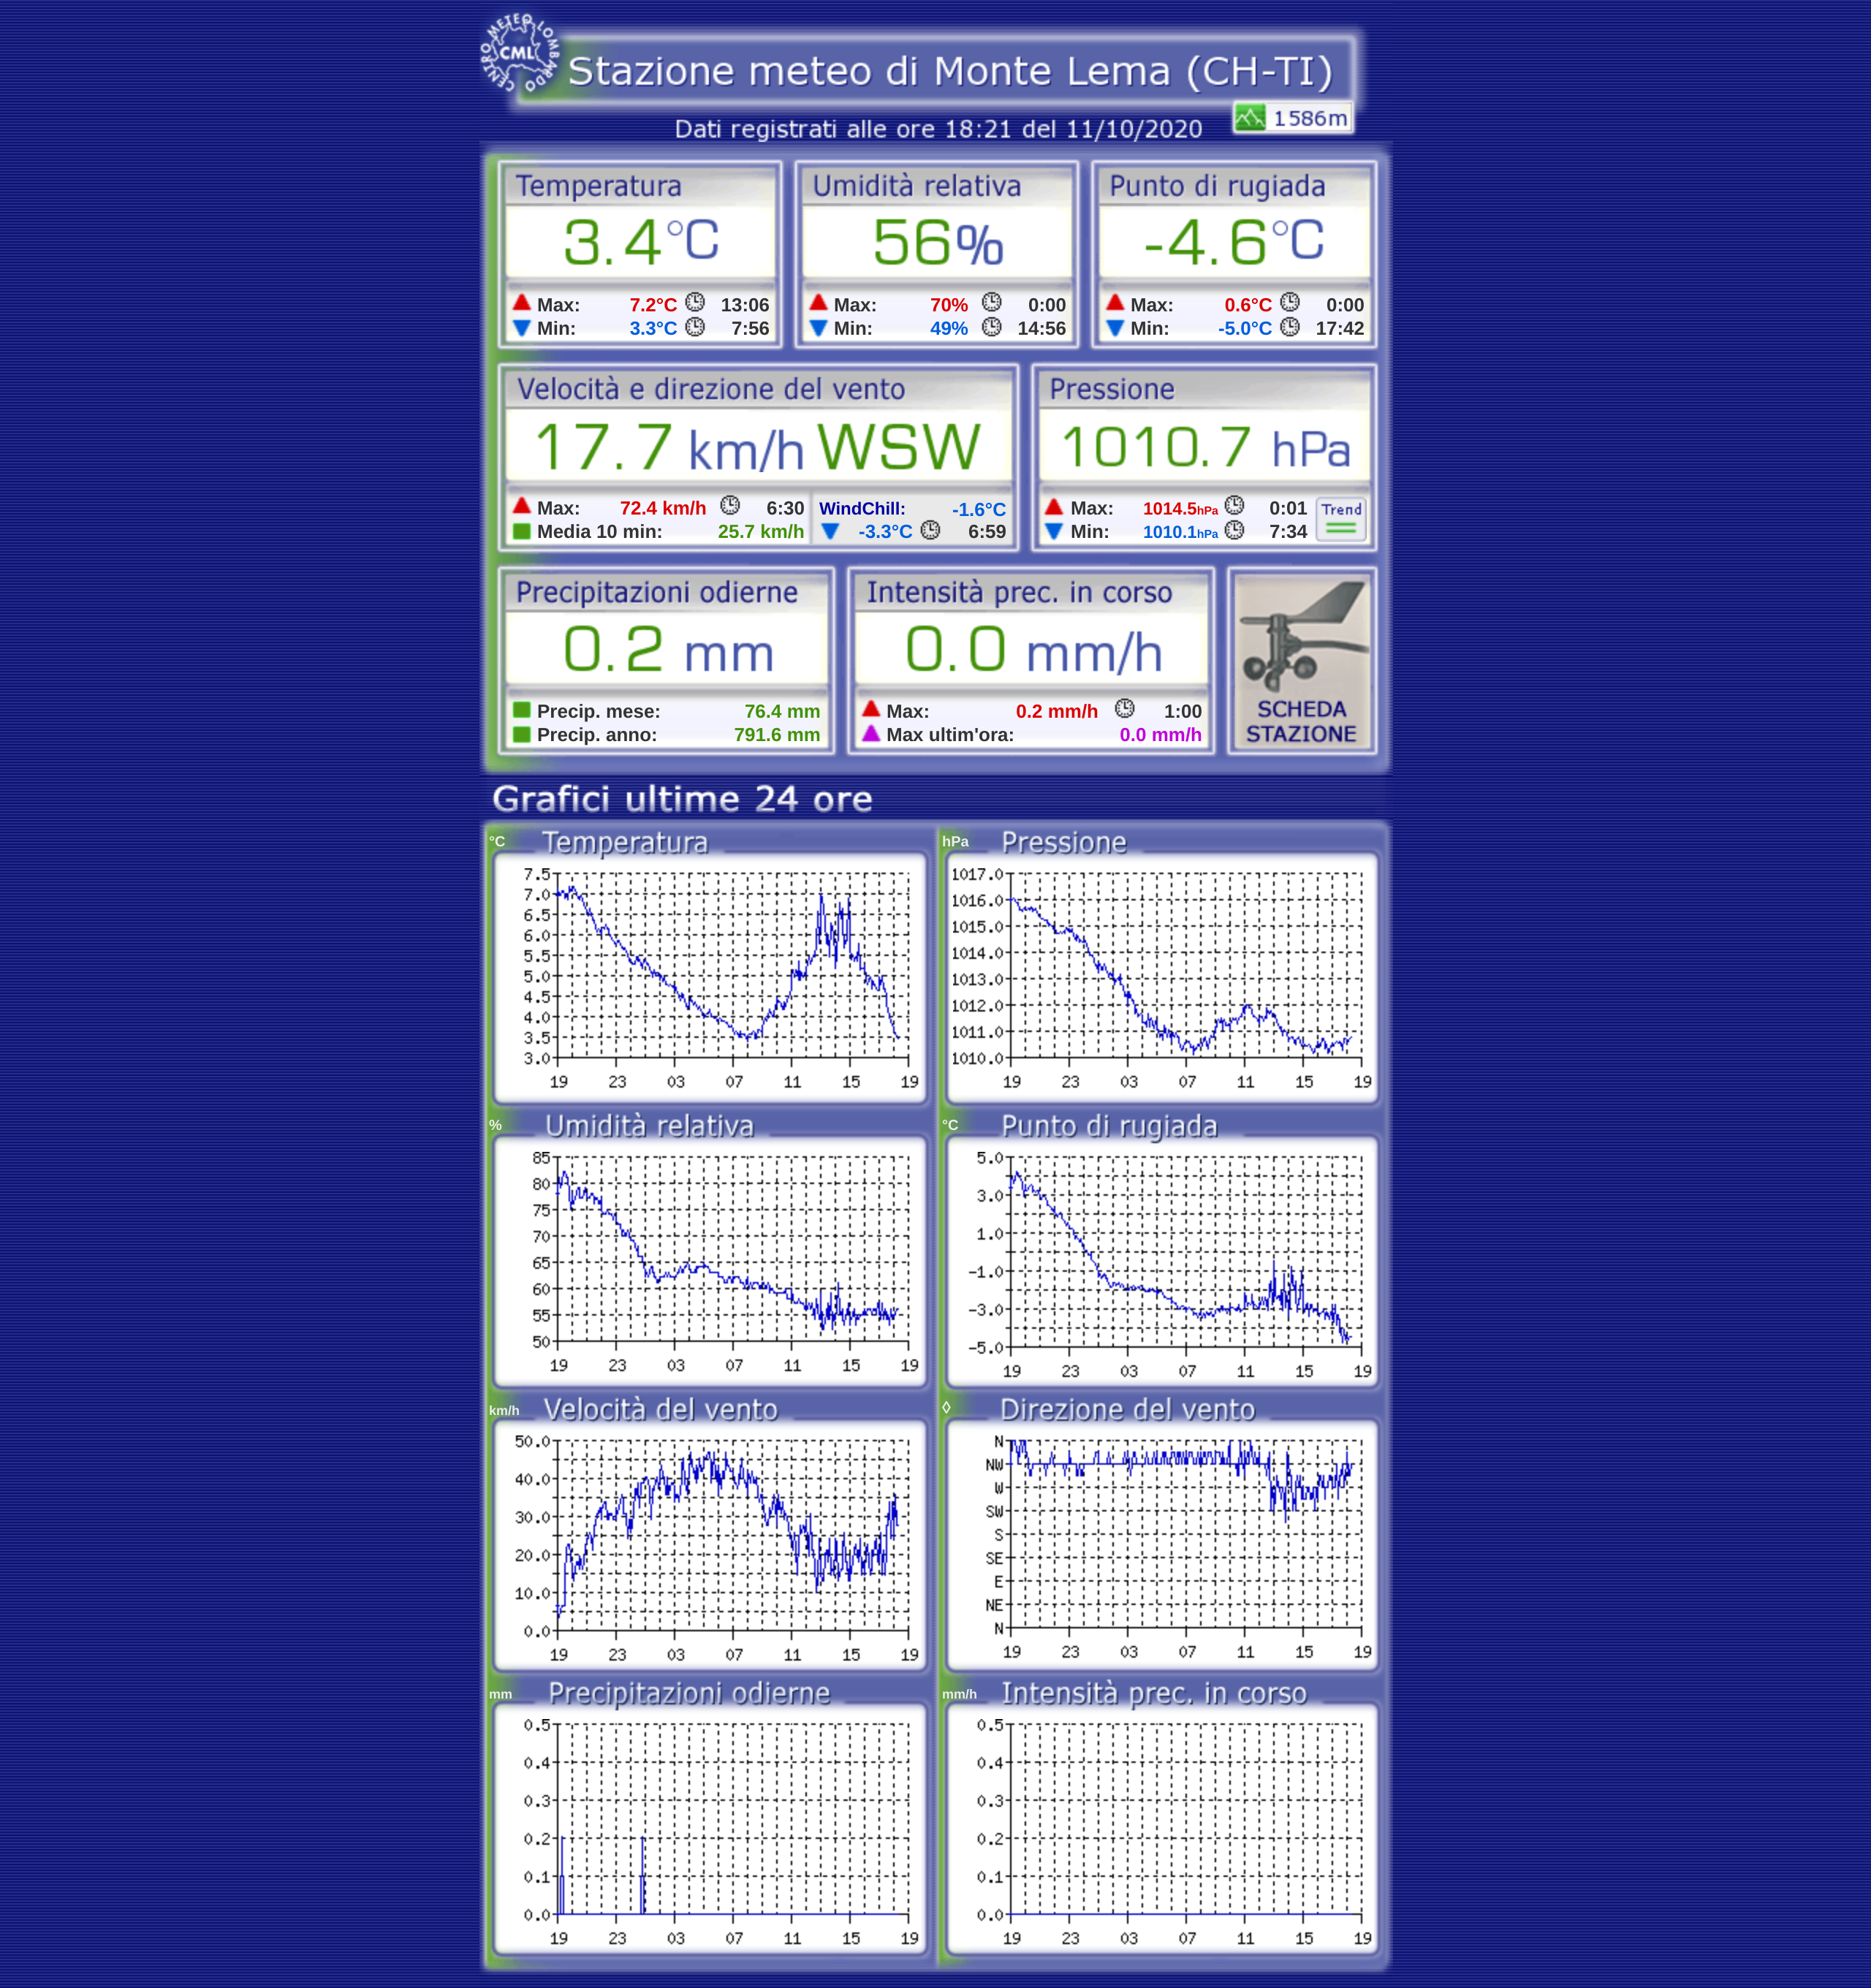 CENTRO METEO LOMBARDO
CML
Stazione meteo di Monte Lema (CH-TI)
1586m
Dati registrati alle ore 18:21 del 11/10/2020
Temperatura
3.4°C
Max: 7.2°C 13:06
Min: 3.3°C 7:56
Umidità relativa
56%
Max: 70% 0:00
Min: 49% 14:56
Punto di rugiada
-4.6°C
Max: 0.6°C 0:00
Min: -5.0°C 17:42
Velocità e direzione del vento
17.7 km/h WSW
Max: 72.4 km/h 6:30
Media 10 min: 25.7 km/h
WindChill: -1.6°C
-3.3°C 6:59
Pressione
1010.7 hPa
Max: 1014.5hPa 0:01
Min: 1010.1hPa 7:34
Trend
Precipitazioni odierne
0.2 mm
Precip. mese: 76.4 mm
Precip. anno: 791.6 mm
Intensità prec. in corso
0.0 mm/h
Max: 0.2 mm/h 1:00
Max ultim'ora: 0.0 mm/h
SCHEDA
STAZIONE
Grafici ultime 24 ore
°C Temperatura
7.5
7.0
6.5
6.0
5.5
5.0
4.5
4.0
3.5
3.0
19 23 03 07 11 15 19
hPa Pressione
1017.0
1016.0
1015.0
1014.0
1013.0
1012.0
1011.0
1010.0
19 23 03 07 11 15 19
% Umidità relativa
85
80
75
70
65
60
55
50
19 23 03 07 11 15 19
°C Punto di rugiada
5.0
3.0
1.0
-1.0
-3.0
-5.0
19 23 03 07 11 15 19
km/h Velocità del vento
50.0
40.0
30.0
20.0
10.0
0.0
19 23 03 07 11 15 19
◊ Direzione del vento
N
NW
W
SW
S
SE
E
NE
N
19 23 03 07 11 15 19
mm Precipitazioni odierne
0.5
0.4
0.3
0.2
0.1
0.0
19 23 03 07 11 15 19
mm/h Intensità prec. in corso
0.5
0.4
0.3
0.2
0.1
0.0
19 23 03 07 11 15 19